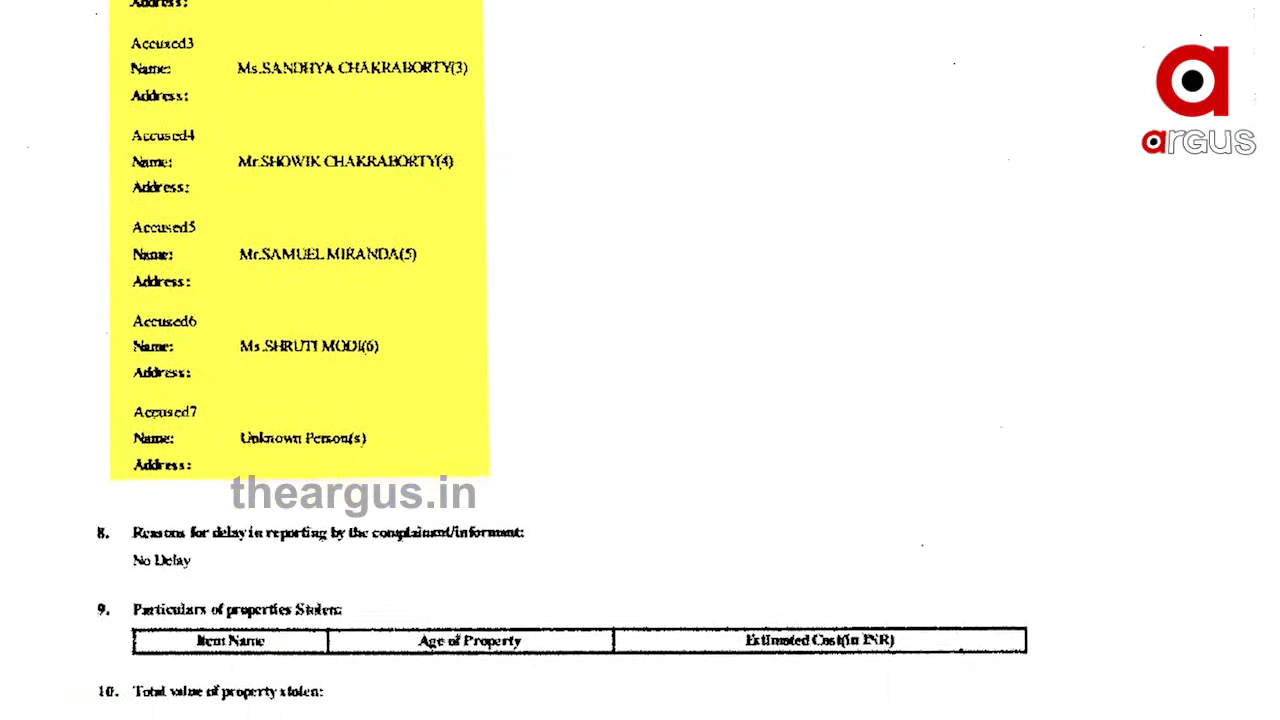 Address:
Accused3
Name: Ms.SANDHYA CHAKRABORTY(3)
Address:
Accused4
Name: Mr.SHOWIK CHAKRABORTY(4)
Address:
Accused5
Name: Mr.SAMUEL MIRANDA(5)
Address:
Accused6
Name: Ms.SHRUTI MODI(6)
Address:
Accused7
Name: Unknown Person(s)
Address:
theargus.in
8. Reasons for delay in reporting by the complainant/informant:
No Delay
9. Particulars of properties Stolen:
Item Name Age of Property Estimated Cost(in INR)
10. Total value of property stolen:
argus